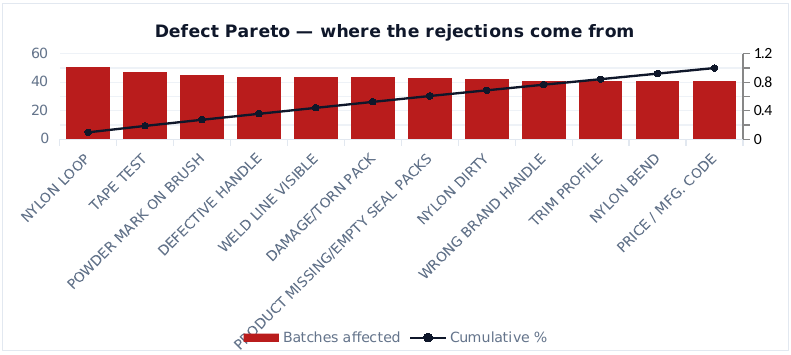 Defect Pareto — where the rejections come from
60
40
20
0
1.2
0.8
0.4
0
NYLON LOOP
TAPE TEST
POWDER MARK ON BRUSH
DEFECTIVE HANDLE
WELD LINE VISIBLE
DAMAGE/TORN PACK
PRODUCT MISSING/EMPTY SEAL PACKS
NYLON DIRTY
WRONG BRAND HANDLE
TRIM PROFILE
NYLON BEND
PRICE / MFG. CODE
Batches affected
Cumulative %